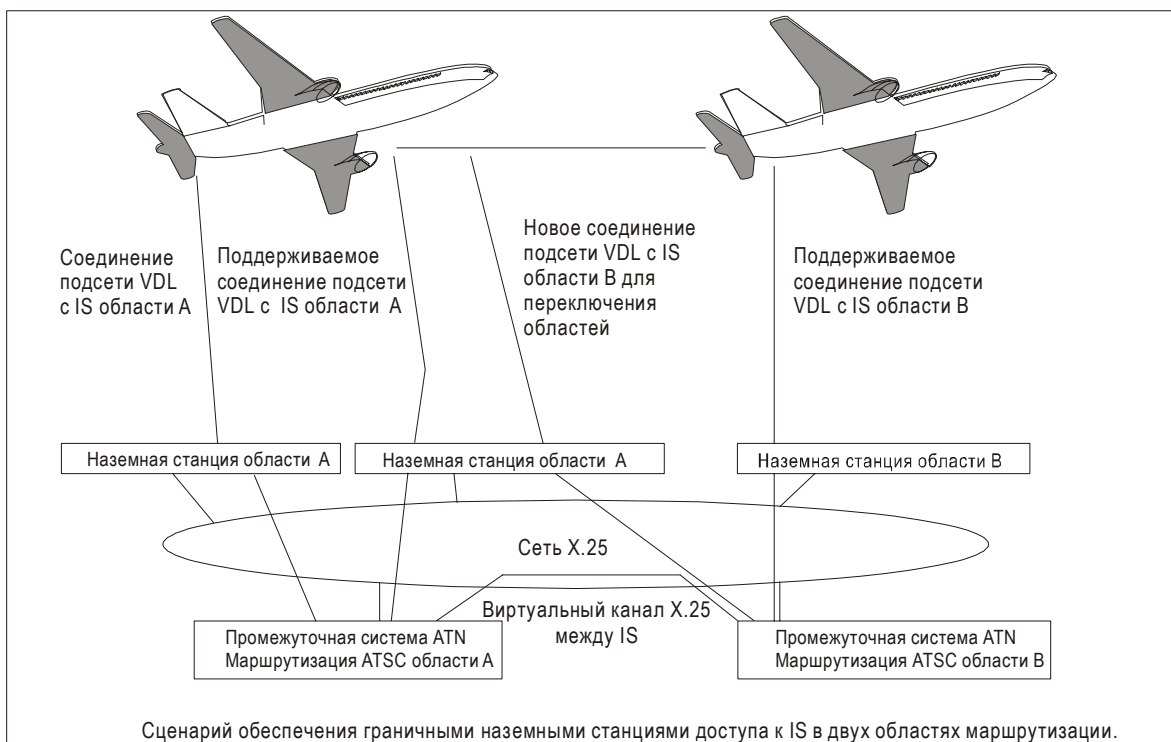 Соединение
подсети VDL
с IS области А
Поддерживаемое
соединение подсети
VDL с IS области А
Новое соединение
подсети VDL с IS
области В для
переключения
областей
Поддерживаемое
соединение подсети
VDL с IS области В
Наземная станция области А
Наземная станция области А
Наземная станция области В
Сеть X.25
Виртуальный канал X.25
между IS
Промежуточная система ATN
Маршрутизация ATSC области А
Промежуточная система ATN
Маршрутизация ATSC области В
Сценарий обеспечения граничными наземными станциями доступа к IS в двух областях маршрутизации.